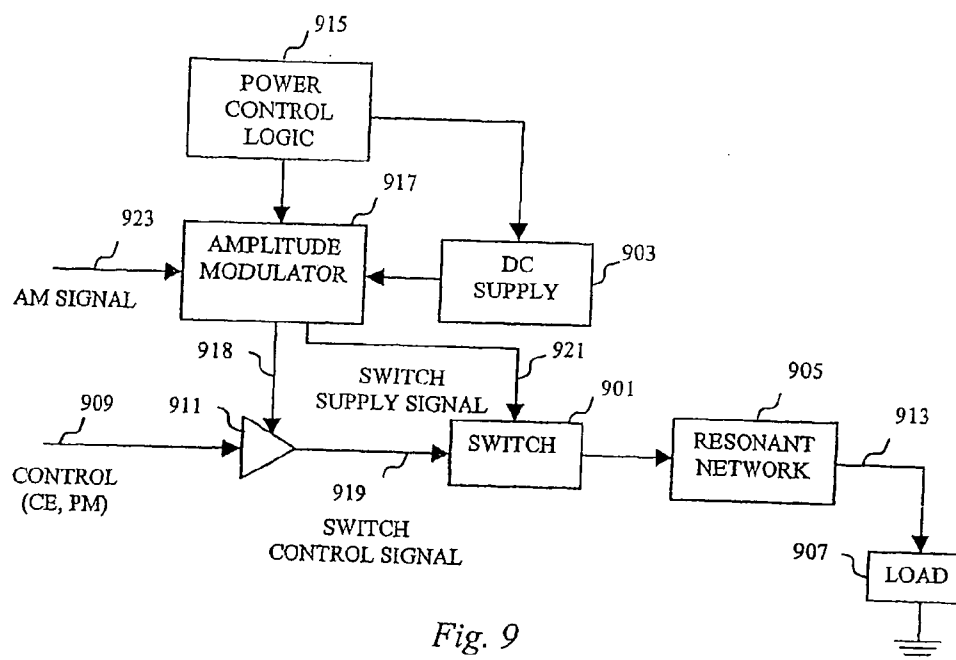 915
POWER
CONTROL
LOGIC
917
923
AMPLITUDE
MODULATOR
DC
SUPPLY
903
AM SIGNAL
918
921
SWITCH
SUPPLY SIGNAL
901
905
909
911
SWITCH
RESONANT
NETWORK
913
CONTROL
(CE, PM)
919
SWITCH
CONTROL SIGNAL
907
LOAD
Fig. 9